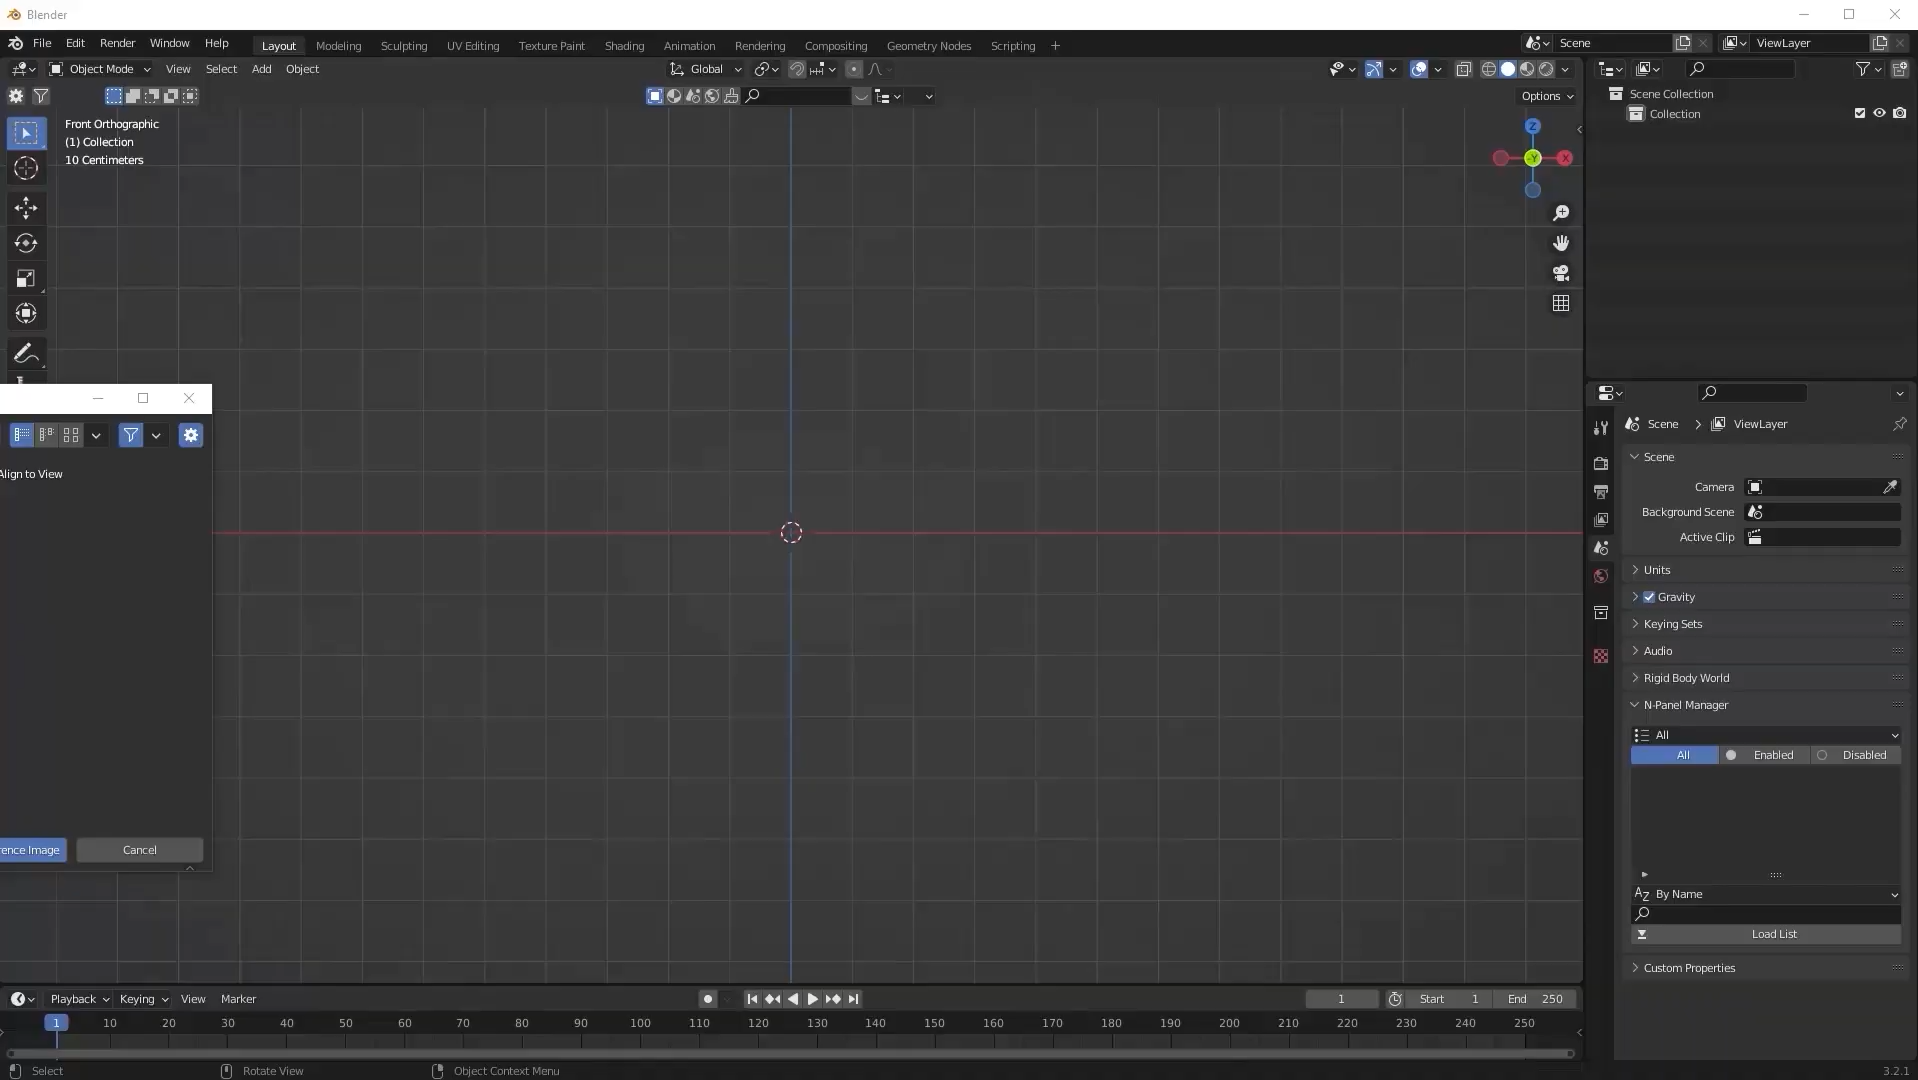 Blender
File Edit Render Window Help Layout Modeling Sculpting UV Editing Texture Paint Shading Animation Rendering Compositing Geometry Nodes Scripting + Scene ViewLayer
Object Mode View Select Add Object Global
Options
Front Orthographic
(1) Collection
10 Centimeters
Z
-Y
X
Scene Collection
Collection
Align to View
rence Image Cancel
Scene > ViewLayer
Scene
Camera
Background Scene
Active Clip
Units
Gravity
Keying Sets
Audio
Rigid Body World
N-Panel Manager
All
All Enabled Disabled
By Name
Load List
Custom Properties
Playback Keying View Marker 1 Start 1 End 250
1 10 20 30 40 50 60 70 80 90 100 110 120 130 140 150 160 170 180 190 200 210 220 230 240 250
Select Rotate View Object Context Menu 3.2.1